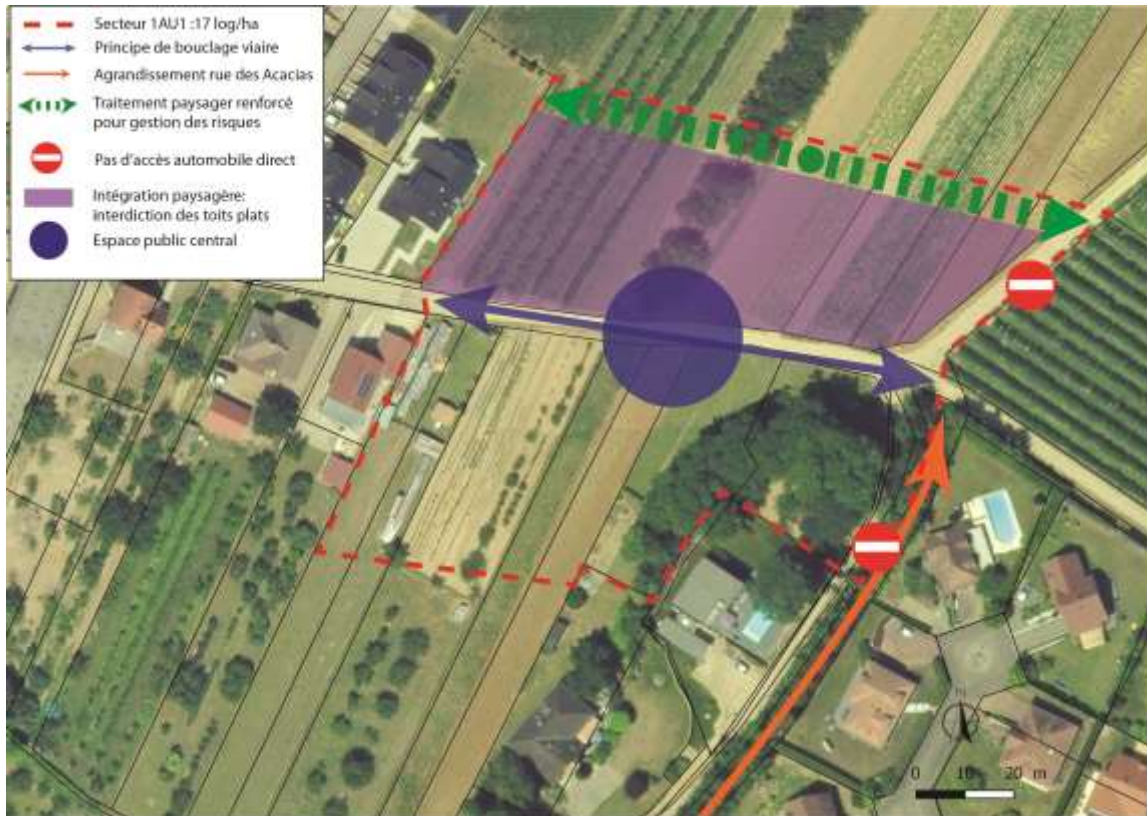 Secteur 1AU1 :17 log/ha
Principe de bouclage viaire
Agrandissement rue des Acacias
Traitement paysager renforcé
pour gestion des risques
Pas d'accès automobile direct
Intégration paysagère:
interdiction des toits plats
Espace public central
N
0 10 20 m